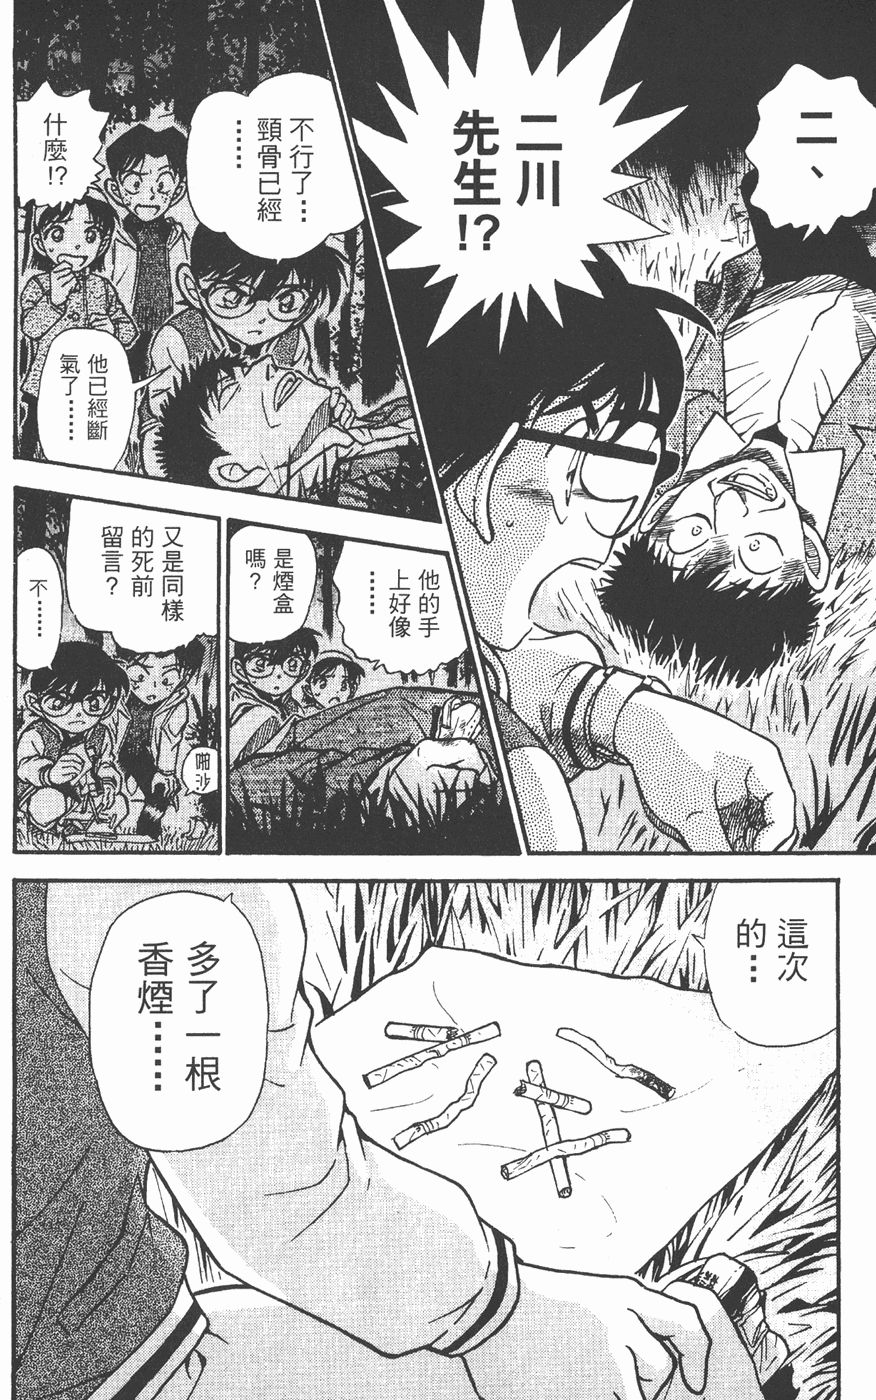 二、
二川
先生!?
不行了…
頸骨已經
……
什麼!?
他已經斷
氣了……
他的手
上好像
……
是煙盒
嗎?
又是同樣
的死前
留言?
啪沙
不……
這次
的…
多了一根
香煙……